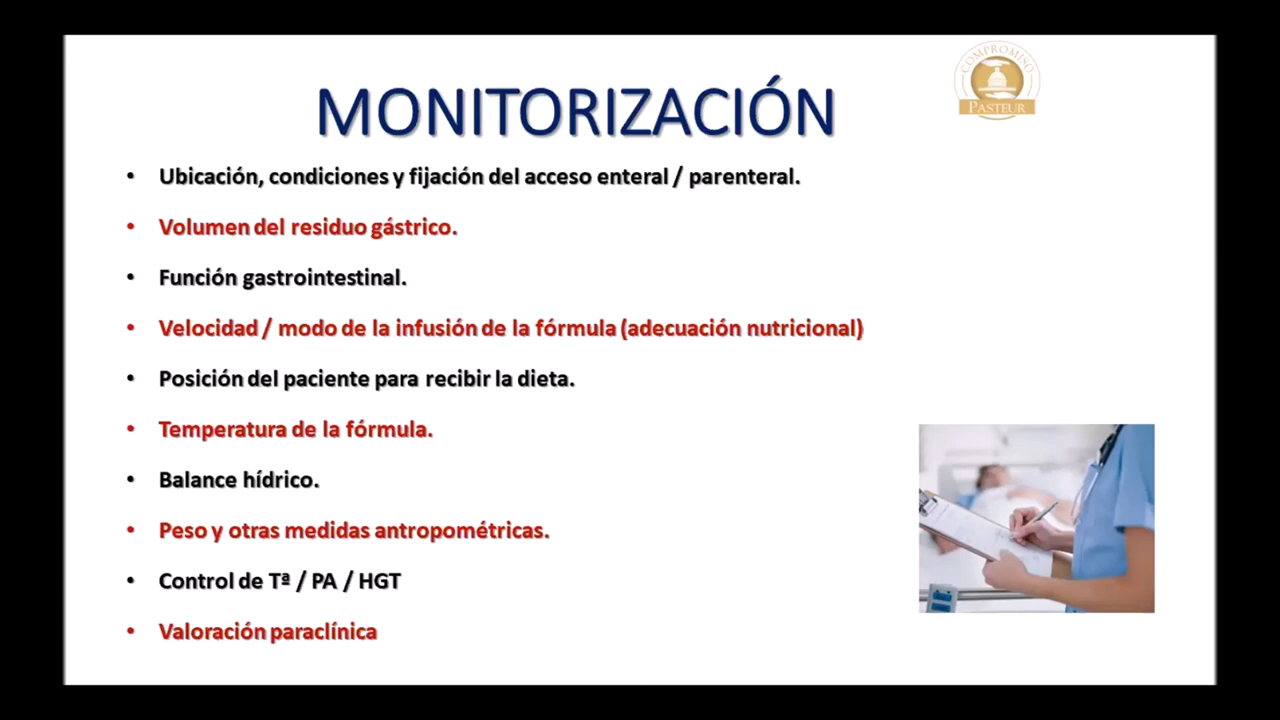 COMPROMISO
PASTEUR
MONITORIZACIÓN
• Ubicación, condiciones y fijación del acceso enteral / parenteral.
• Volumen del residuo gástrico.
• Función gastrointestinal.
• Velocidad / modo de la infusión de la fórmula (adecuación nutricional)
• Posición del paciente para recibir la dieta.
• Temperatura de la fórmula.
• Balance hídrico.
• Peso y otras medidas antropométricas.
• Control de Tª / PA / HGT
• Valoración paraclínica